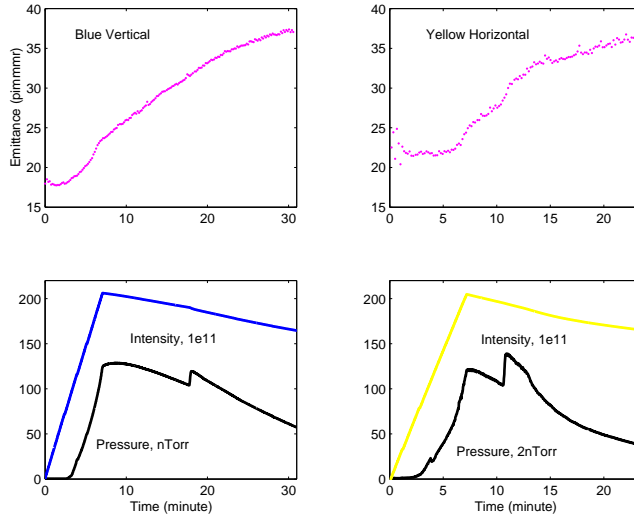 40
35
30
25
20
15
Emittance (pimmmr)
Blue Vertical
0 10 20 30
40
35
30
25
20
15
Yellow Horizontal
0 5 10 15 20
200
150
100
50
0
Intensity, 1e11
Pressure, nTorr
0 10 20 30
Time (minute)
200
150
100
50
0
Intensity, 1e11
Pressure, 2nTorr
0 5 10 15 20
Time (minute)